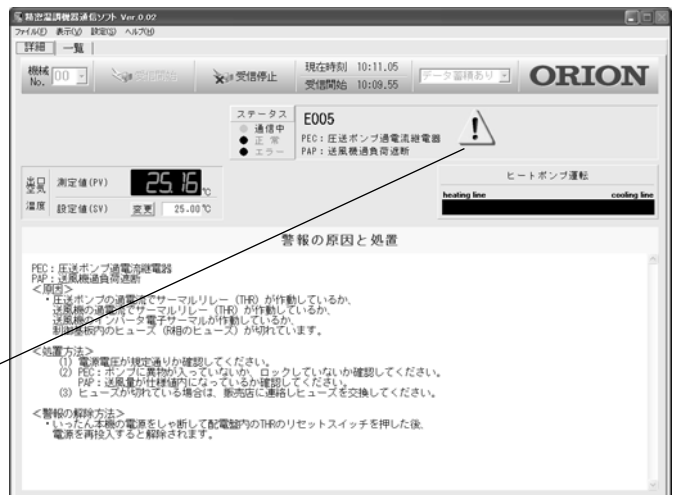 精密温調機器通信ソフト Ver.0.02
ファイル(F) 表示(V) 設定(S) ヘルプ(H)
詳細 一覧
機械No. 00 受信開始 受信停止 現在時刻 10:11.05 データ蓄積あり ORION
受信開始 10:09.55
ステータス
通信中
正常
エラー
E005
PEC:圧送ポンプ過電流継電器
PAP:送風機過負荷遮断
出口空気温度
測定値(PV) 25.16 ℃
設定値(SV) 変更 25.00 ℃
ヒートポンプ運転
heating line cooling line
警報の原因と処置
PEC:圧送ポンプ過電流継電器
PAP:送風機過負荷遮断
<原因>
・圧送ポンプの過電流でサーマルリレー(THR)が作動しているか、
送風機の過電流でサーマルリレー(THR)が作動しているか、
送風機のインバータ電子サーマルが作動しているか、
制御基板内のヒューズ(R相のヒューズ)が切れています。
<処置方法>
(1) 電源電圧が規定通りか確認してください。
(2) PEC:ポンプに異物が入っていないか、ロックしていないか確認してください。
PAP:送風量が仕様値内になっているか確認してください。
(3) ヒューズが切れている場合は、販売店に連絡しヒューズを交換してください。
<警報の解除方法>
・いったん本機の電源をしゃ断して配電盤内のTHRのリセットスイッチを押した後、
電源を再投入すると解除されます。